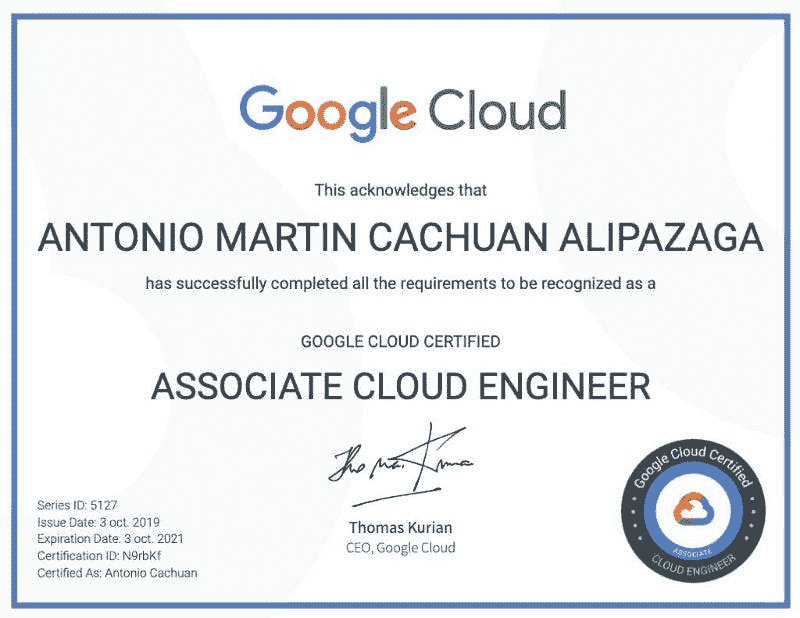 Google Cloud
This acknowledges that
ANTONIO MARTIN CACHUAN ALIPAZAGA
has successfully completed all the requirements to be recognized as a
GOOGLE CLOUD CERTIFIED
ASSOCIATE CLOUD ENGINEER
Thomas Kurian
CEO, Google Cloud
Series ID: 5127
Issue Date: 3 oct. 2019
Expiration Date: 3 oct. 2021
Certification ID: N9rbKf
Certified As: Antonio Cachuan
Google Cloud Certified
ASSOCIATE
CLOUD ENGINEER